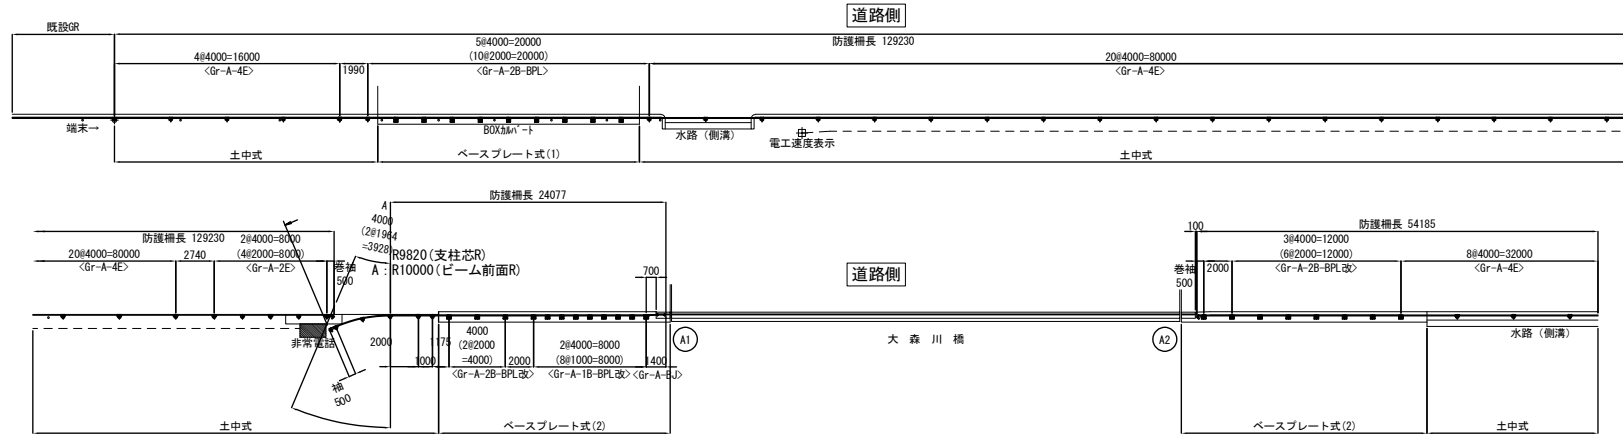 道路側
既設GR
防護柵長 129230
5@4000=20000
4@4000=16000
(10@2000=20000)
20@4000=80000
<Gr-A-4E>
1990
<Gr-A-2B-BPL>
<Gr-A-4E>
端末→
BOXｶﾙﾊﾞｰﾄ
水路（側溝）
電工速度表示
土中式
ベースプレート式(1)
土中式
防護柵長 24077
A
4000
(2@1964
=3928)
防護柵長 129230
2@4000=8000
20@4000=80000
2740
(4@2000=8000)
<Gr-A-4E>
<Gr-A-2E>
巻袖
500
R9820(支柱芯R)
A：R10000(ビーム前面R)
700
道路側
100
防護柵長 54185
3@4000=12000
巻袖
500
2000
(6@2000=12000)
8@4000=32000
<Gr-A-2B-BPL改>
<Gr-A-4E>
非常電話
2000
1175
1000
4000
(2@2000
=4000)
2000
2@4000=8000
(8@1000=8000)
1400
<Gr-A-2B-BPL改>
<Gr-A-1B-BPL改>
<Gr-A-BJ>
A1
大森川橋
A2
水路（側溝）
袖
500
土中式
ベースプレート式(2)
ベースプレート式(2)
土中式